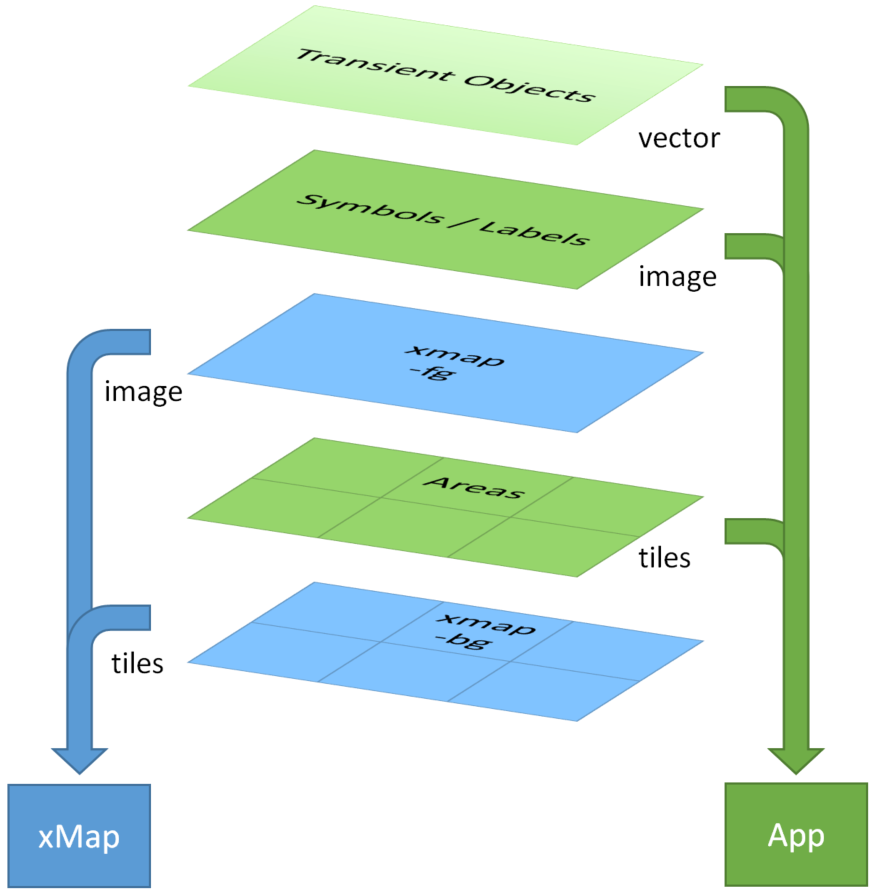 Transient Objects
vector
Symbols / Labels
image
xmap
-fg
image
Areas
tiles
xmap
-bg
tiles
xMap
App